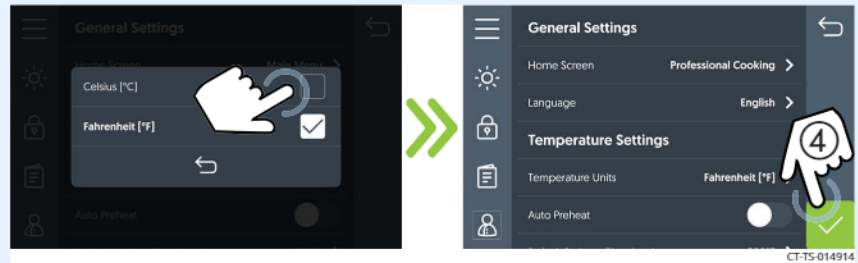 General Settings
Home Screen Main Menu
Celsius [°C]
Fahrenheit [°F]
Auto Preheat
General Settings
Home Screen Professional Cooking
Language English
Temperature Settings
Temperature Units Fahrenheit [°F]
Auto Preheat
4
CT-TS-014914